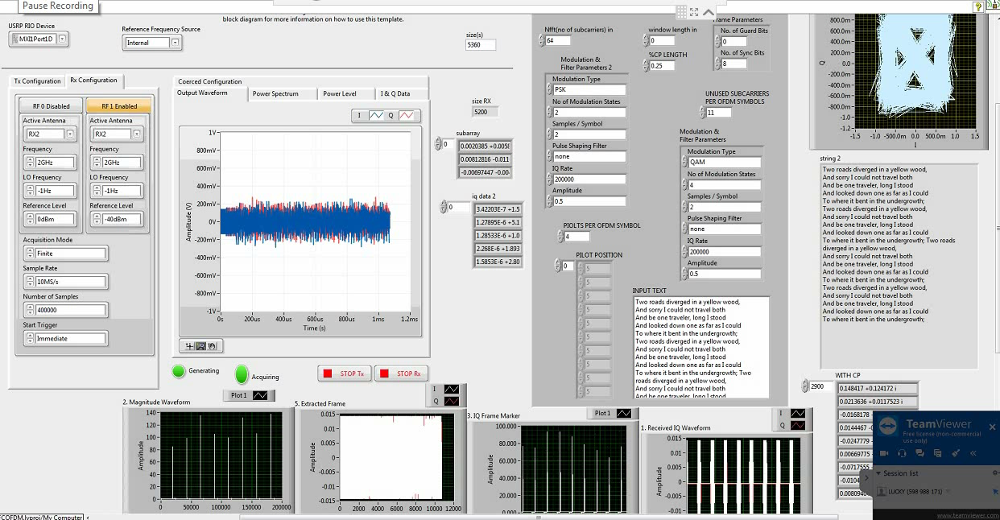 Pause Recording
block diagram for more information on how to use this template.
USRP RIO Device
MXI1Port1D
Reference Frequency Source
Internal
size(s)
5360
Tx Configuration
Rx Configuration
RF 0 Disabled
RF 1 Enabled
Active Antenna
Active Antenna
RX2
RX2
Frequency
Frequency
2GHz
2GHz
LO Frequency
LO Frequency
-1Hz
-1Hz
Reference Level
Reference Level
0dBm
-40dBm
Acquisition Mode
Finite
Sample Rate
10MS/s
Number of Samples
400000
Start Trigger
Immediate
Coerced Configuration
Output Waveform
Power Spectrum
Power Level
I & Q Data
I
Q
1V
800mV
600mV
400mV
200mV
0V
-200mV
-400mV
-600mV
-800mV
-1V
Amplitude (V)
0s
200us
400us
600us
800us
1ms
1.2ms
Time (s)
Generating
Acquiring
STOP Tx
STOP Rx
size RX
5200
subarray
0
0.0020385 +0.005
0.00812816 -0.011
-0.00697447 -0.00
iq data 2
0
3.42203E-7 +1.5
1.27895E-6 +5.1
1.28533E-6 +1.0
2.268E-6 +1.893
1.5853E-6 +2.80
Nfft(no of subcarries) in
64
window length in
0
%CP LENGTH
0.25
Frame Parameters
No. of Guard Bits
0
No. of Sync Bits
8
Modulation &
Filter Parameters 2
Modulation Type
PSK
No of Modulation States
2
Samples / Symbol
2
Pulse Shaping Filter
none
IQ Rate
200000
Amplitude
0.5
UNUSED SUBCARRIERS
PER OFDM SYMBOLS
11
Modulation &
Filter Parameters
Modulation Type
QAM
No of Modulation States
4
Samples / Symbol
2
Pulse Shaping Filter
none
IQ Rate
200000
Amplitude
0.5
PIOLTS PER OFDM SYMBOL
4
PILOT POSITION
0
5
5
5
5
5
5
5
5
5
5
INPUT TEXT
Two roads diverged in a yellow wood,
And sorry I could not travel both
And be one traveler, long I stood
And looked down one as far as I could
To where it bent in the undergrowth;
Two roads diverged in a yellow wood,
And sorry I could not travel both
And be one traveler, long I stood
And looked down one as far as I could
To where it bent in the undergrowth; Two
roads diverged in a yellow wood,
And sorry I could not travel both
And be one traveler, long I stood
800.0m
600.0m
400.0m
200.0m
0.0
-200.0m
-400.0m
-600.0m
-800.0m
-1.0
-1.2
Q
-1.5
-1.0
-500.0m
0.0
500.0m
1.0
1.5
I
string 2
Two roads diverged in a yellow wood,
And sorry I could not travel both
And be one traveler, long I stood
And looked down one as far as I could
To where it bent in the undergrowth;
Two roads diverged in a yellow wood,
And sorry I could not travel both
And be one traveler, long I stood
And looked down one as far as I could
To where it bent in the undergrowth; Two roads
diverged in a yellow wood,
And sorry I could not travel both
And be one traveler, long I stood
And looked down one as far as I could
To where it bent in the undergrowth;
Two roads diverged in a yellow wood,
And sorry I could not travel both
And be one traveler, long I stood
And looked down one as far as I could
To where it bent in the undergrowth;
WITH CP
2900
0.148417 +0.124172 i
0.0213636 +0.0117523 i
-0.0168178
0.0144467
-0.0247779
0.00669775
-0.0717555
-0.0104
0.0080940
2. Magnitude Waveform
Plot 1
140
120
100
80
60
40
20
0
Amplitude
0
50000
100000
150000
200000
5. Extracted Frame
I
Q
0.015
0.01
0.005
0
-0.005
-0.01
-0.015
Amplitude
0
2000
4000
6000
8000
10000
12000
3. IQ Frame Marker
Plot 1
100.000
80.000
60.000
40.000
20.000
0.000
Amplitude
1. Received IQ Waveform
I
Q
0.015
0.01
0.005
0
-0.005
-0.01
Amplitude
TeamViewer
Free license (non-commercial
use only)
Session list
LUCKY (598 988 171)
www.teamviewer.com
FCOFDM.lvproj/My Computer